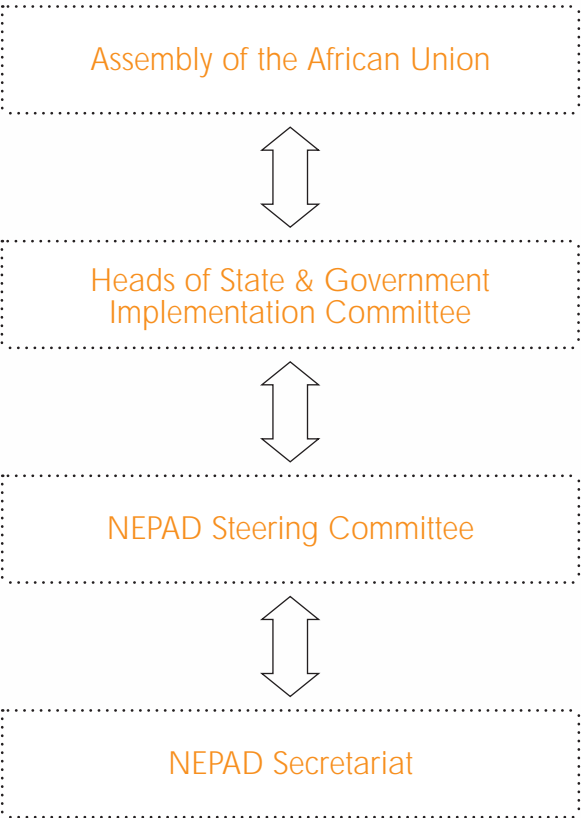 Assembly of the African Union
Heads of State & Government
Implementation Committee
NEPAD Steering Committee
NEPAD Secretariat